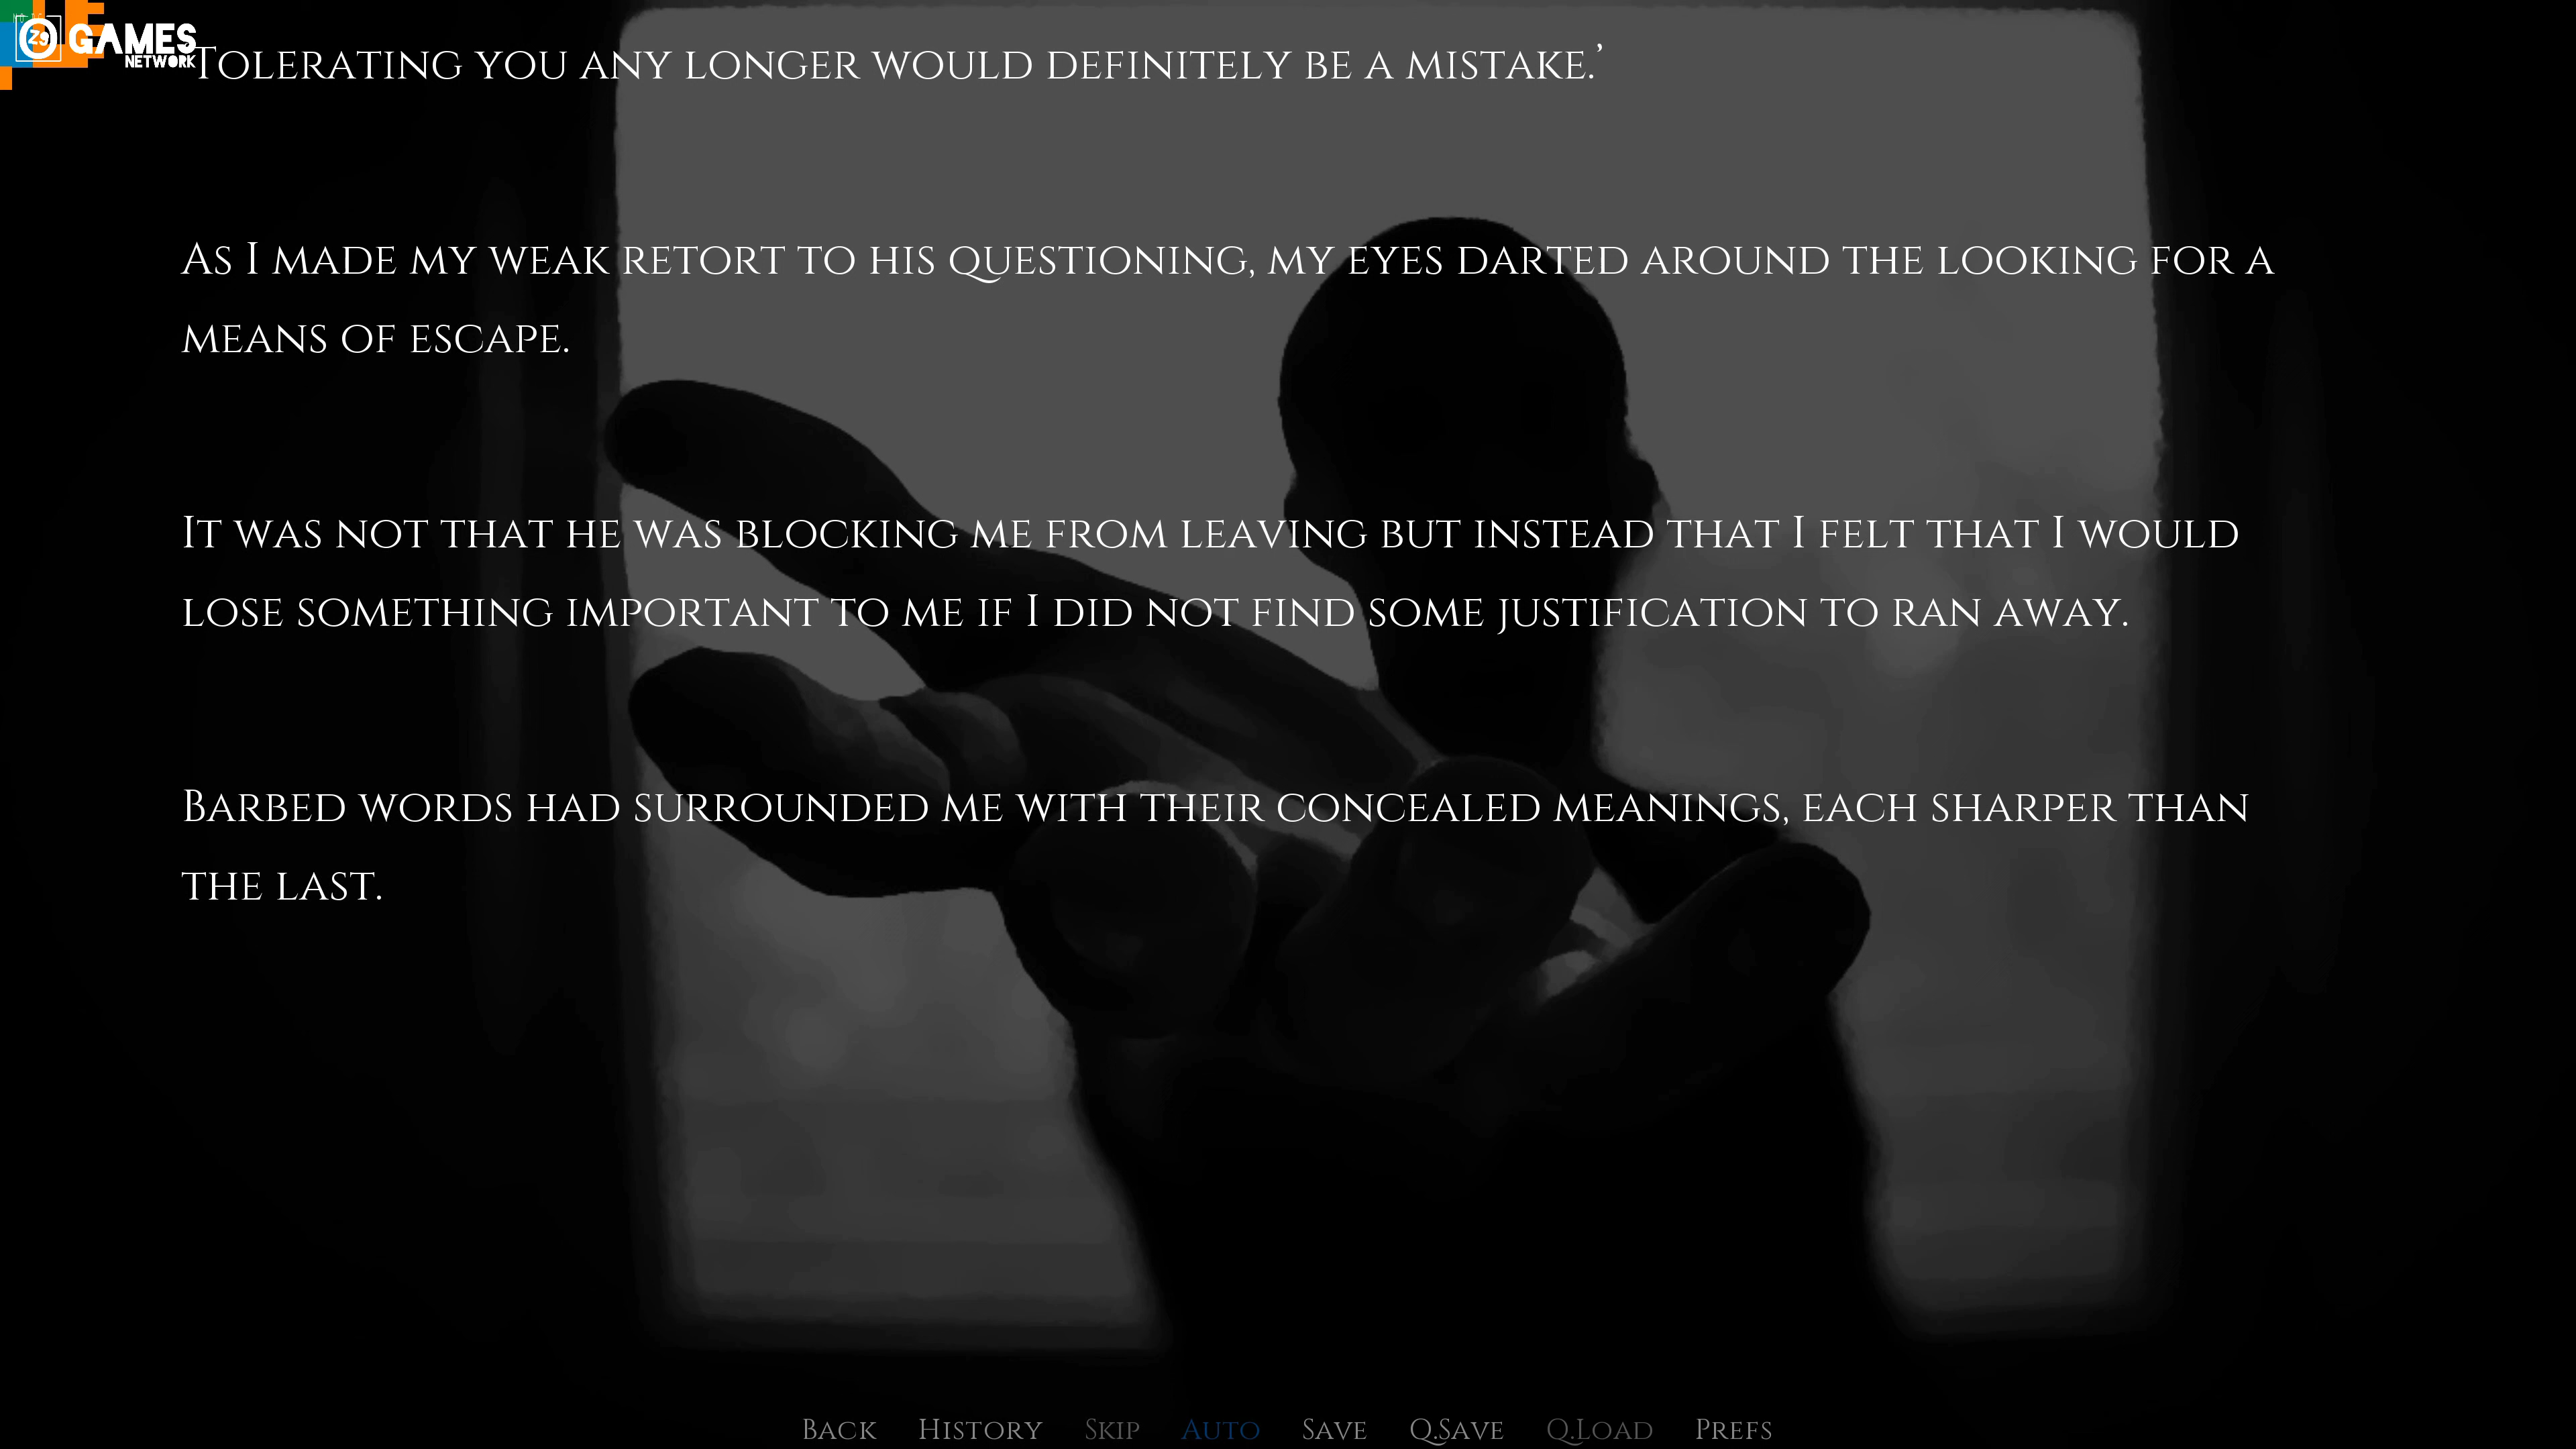 GAMES
NETWORK
Tolerating you any longer would definitely be a mistake.’
As I made my weak retort to his questioning, my eyes darted around the looking for a
means of escape.
It was not that he was blocking me from leaving but instead that I felt that I would
lose something important to me if I did not find some justification to ran away.
Barbed words had surrounded me with their concealed meanings, each sharper than
the last.
Back History Skip Auto Save Q.Save Q.Load Prefs